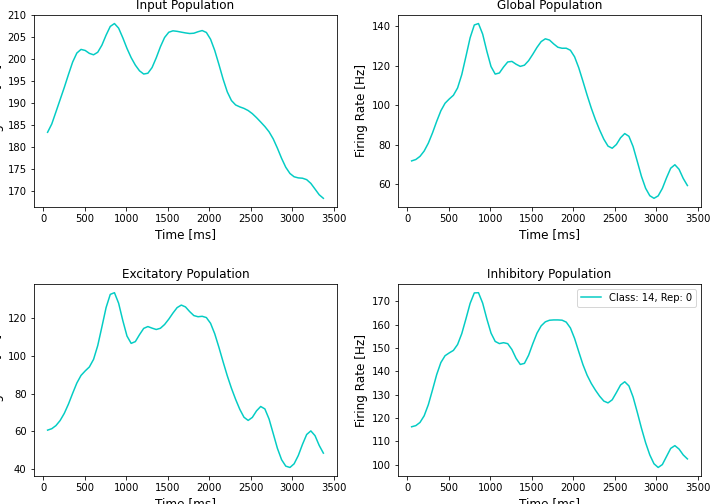 Input Population
210
205
200
195
190
185
180
175
170
0 500 1000 1500 2000 2500 3000 3500
Time [ms]
Global Population
Firing Rate [Hz]
140
120
100
80
60
0 500 1000 1500 2000 2500 3000 3500
Time [ms]
Excitatory Population
120
100
80
60
40
0 500 1000 1500 2000 2500 3000 3500
Time [ms]
Inhibitory Population
Class: 14, Rep: 0
Firing Rate [Hz]
170
160
150
140
130
120
110
100
0 500 1000 1500 2000 2500 3000 3500
Time [ms]